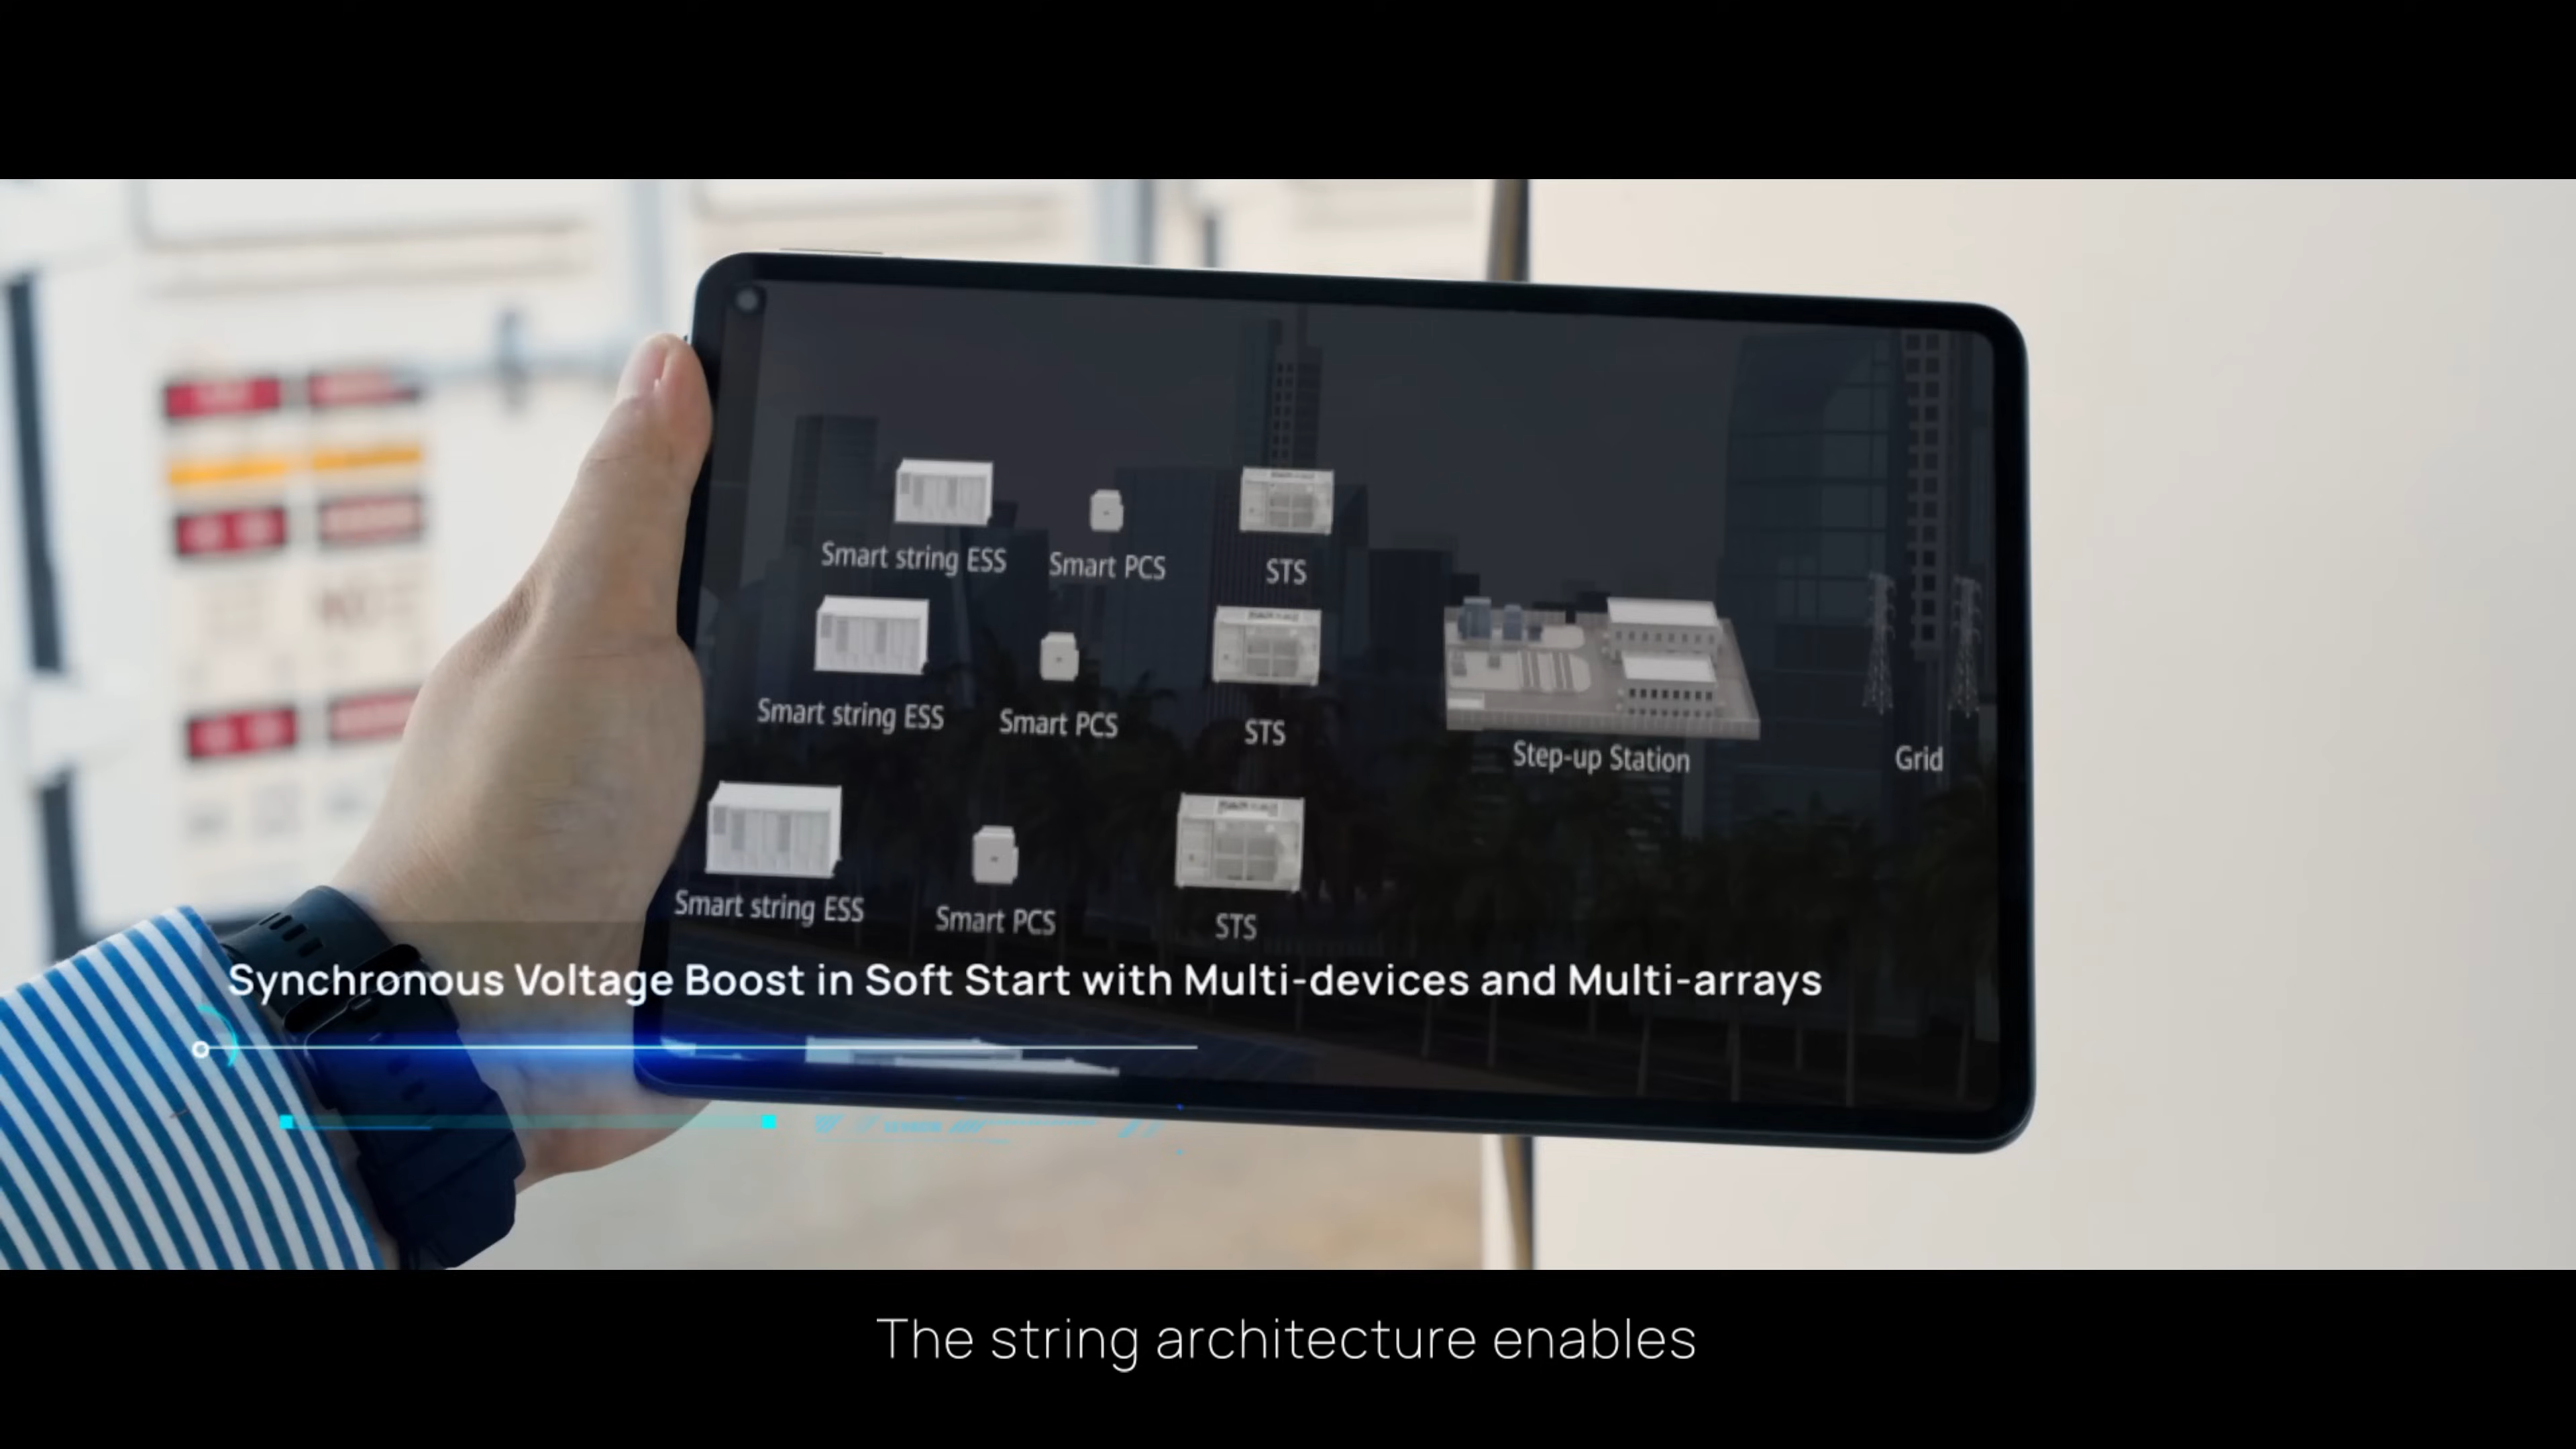 Smart string ESS
Smart PCS
STS
Smart string ESS
Smart PCS
STS
Step-up Station
Grid
Smart string ESS
Smart PCS
STS
Synchronous Voltage Boost in Soft Start with Multi-devices and Multi-arrays
The string architecture enables